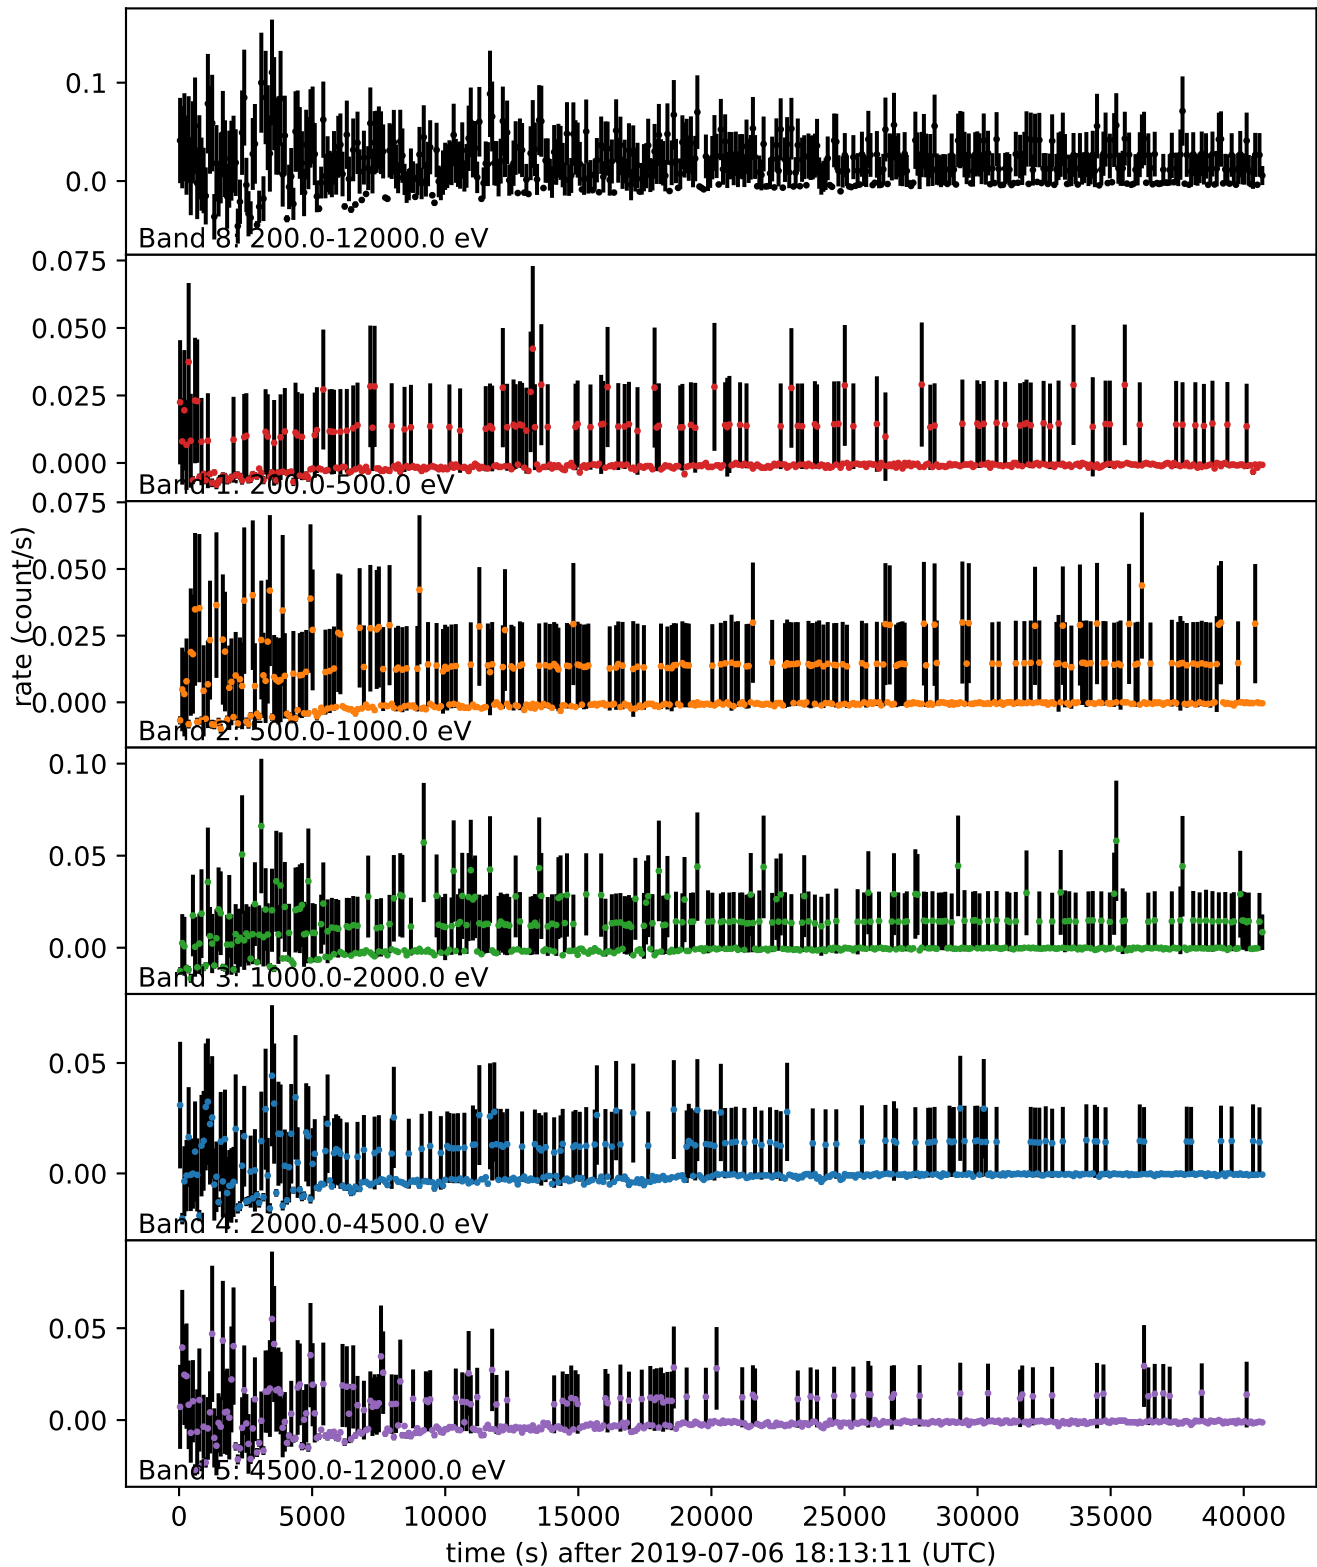 0.1
0.0
Band 8: 200.0-12000.0 eV
0.075
0.050
0.025
0.000
Band 1: 200.0-500.0 eV
0.075
0.050
0.025
0.000
Band 2: 500.0-1000.0 eV
rate (count/s)
0.10
0.05
0.00
Band 3: 1000.0-2000.0 eV
0.05
0.00
Band 4: 2000.0-4500.0 eV
0.05
0.00
Band 5: 4500.0-12000.0 eV
0 5000 10000 15000 20000 25000 30000 35000 40000
time (s) after 2019-07-06 18:13:11 (UTC)